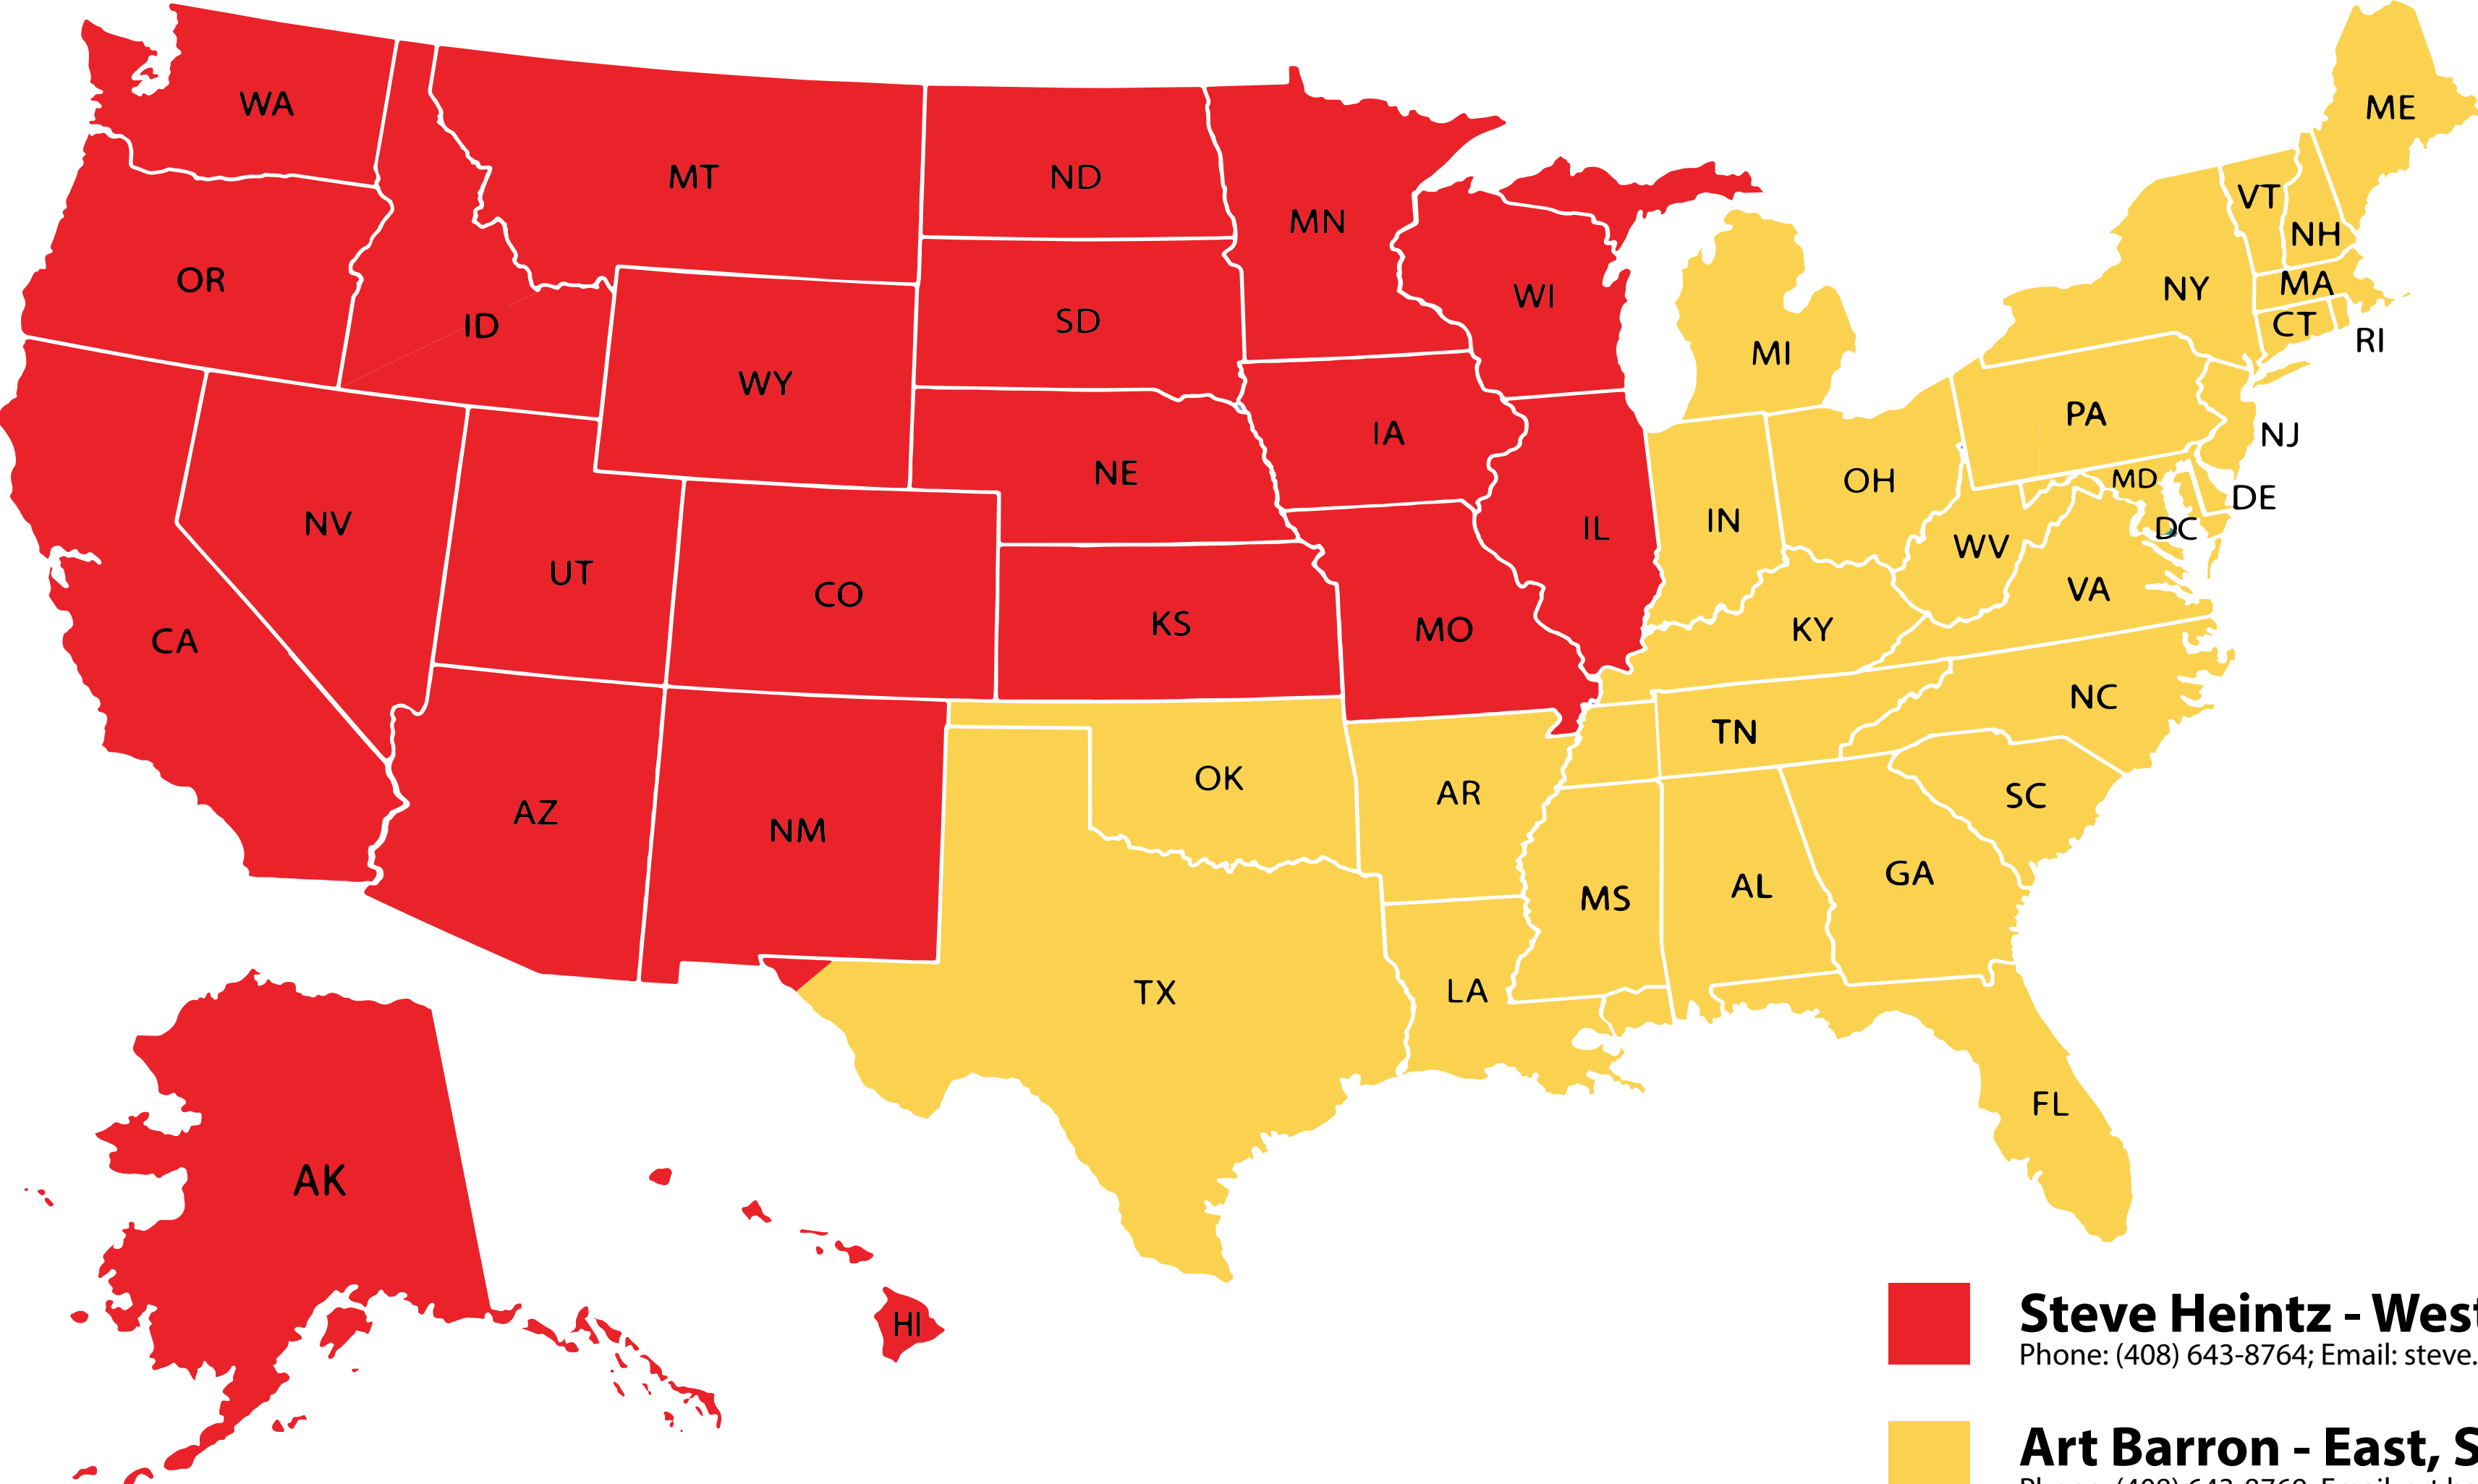 WA
ME
MT
ND
VT
MN
NH
OR
MA
NY
WI
SD
CT
ID
RI
MI
WY
PA
IA
NJ
NE
MD
OH
DE
IN
NV
IL
DC
WV
UT
VA
CO
KS
MO
KY
CA
NC
TN
OK
AR
SC
AZ
NM
GA
AL
MS
TX
LA
FL
AK
HI
Steve Heintz - West
Phone: (408) 643-8764; Email: steve.
Art Barron - East, S